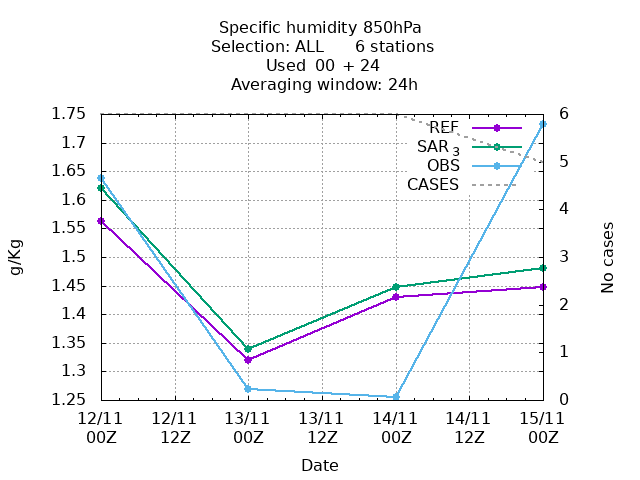 Specific humidity 850hPa
Selection: ALL 6 stations
Used 00 + 24
Averaging window: 24h
1.75
1.7
1.65
1.6
1.55
1.5
1.45
1.4
1.35
1.3
1.25
g/Kg
REF
SAR 3
OBS
CASES
6
5
4
3
2
1
0
No cases
12/11 12/11 13/11 13/11 14/11 14/11 15/11
00Z 12Z 00Z 12Z 00Z 12Z 00Z
Date